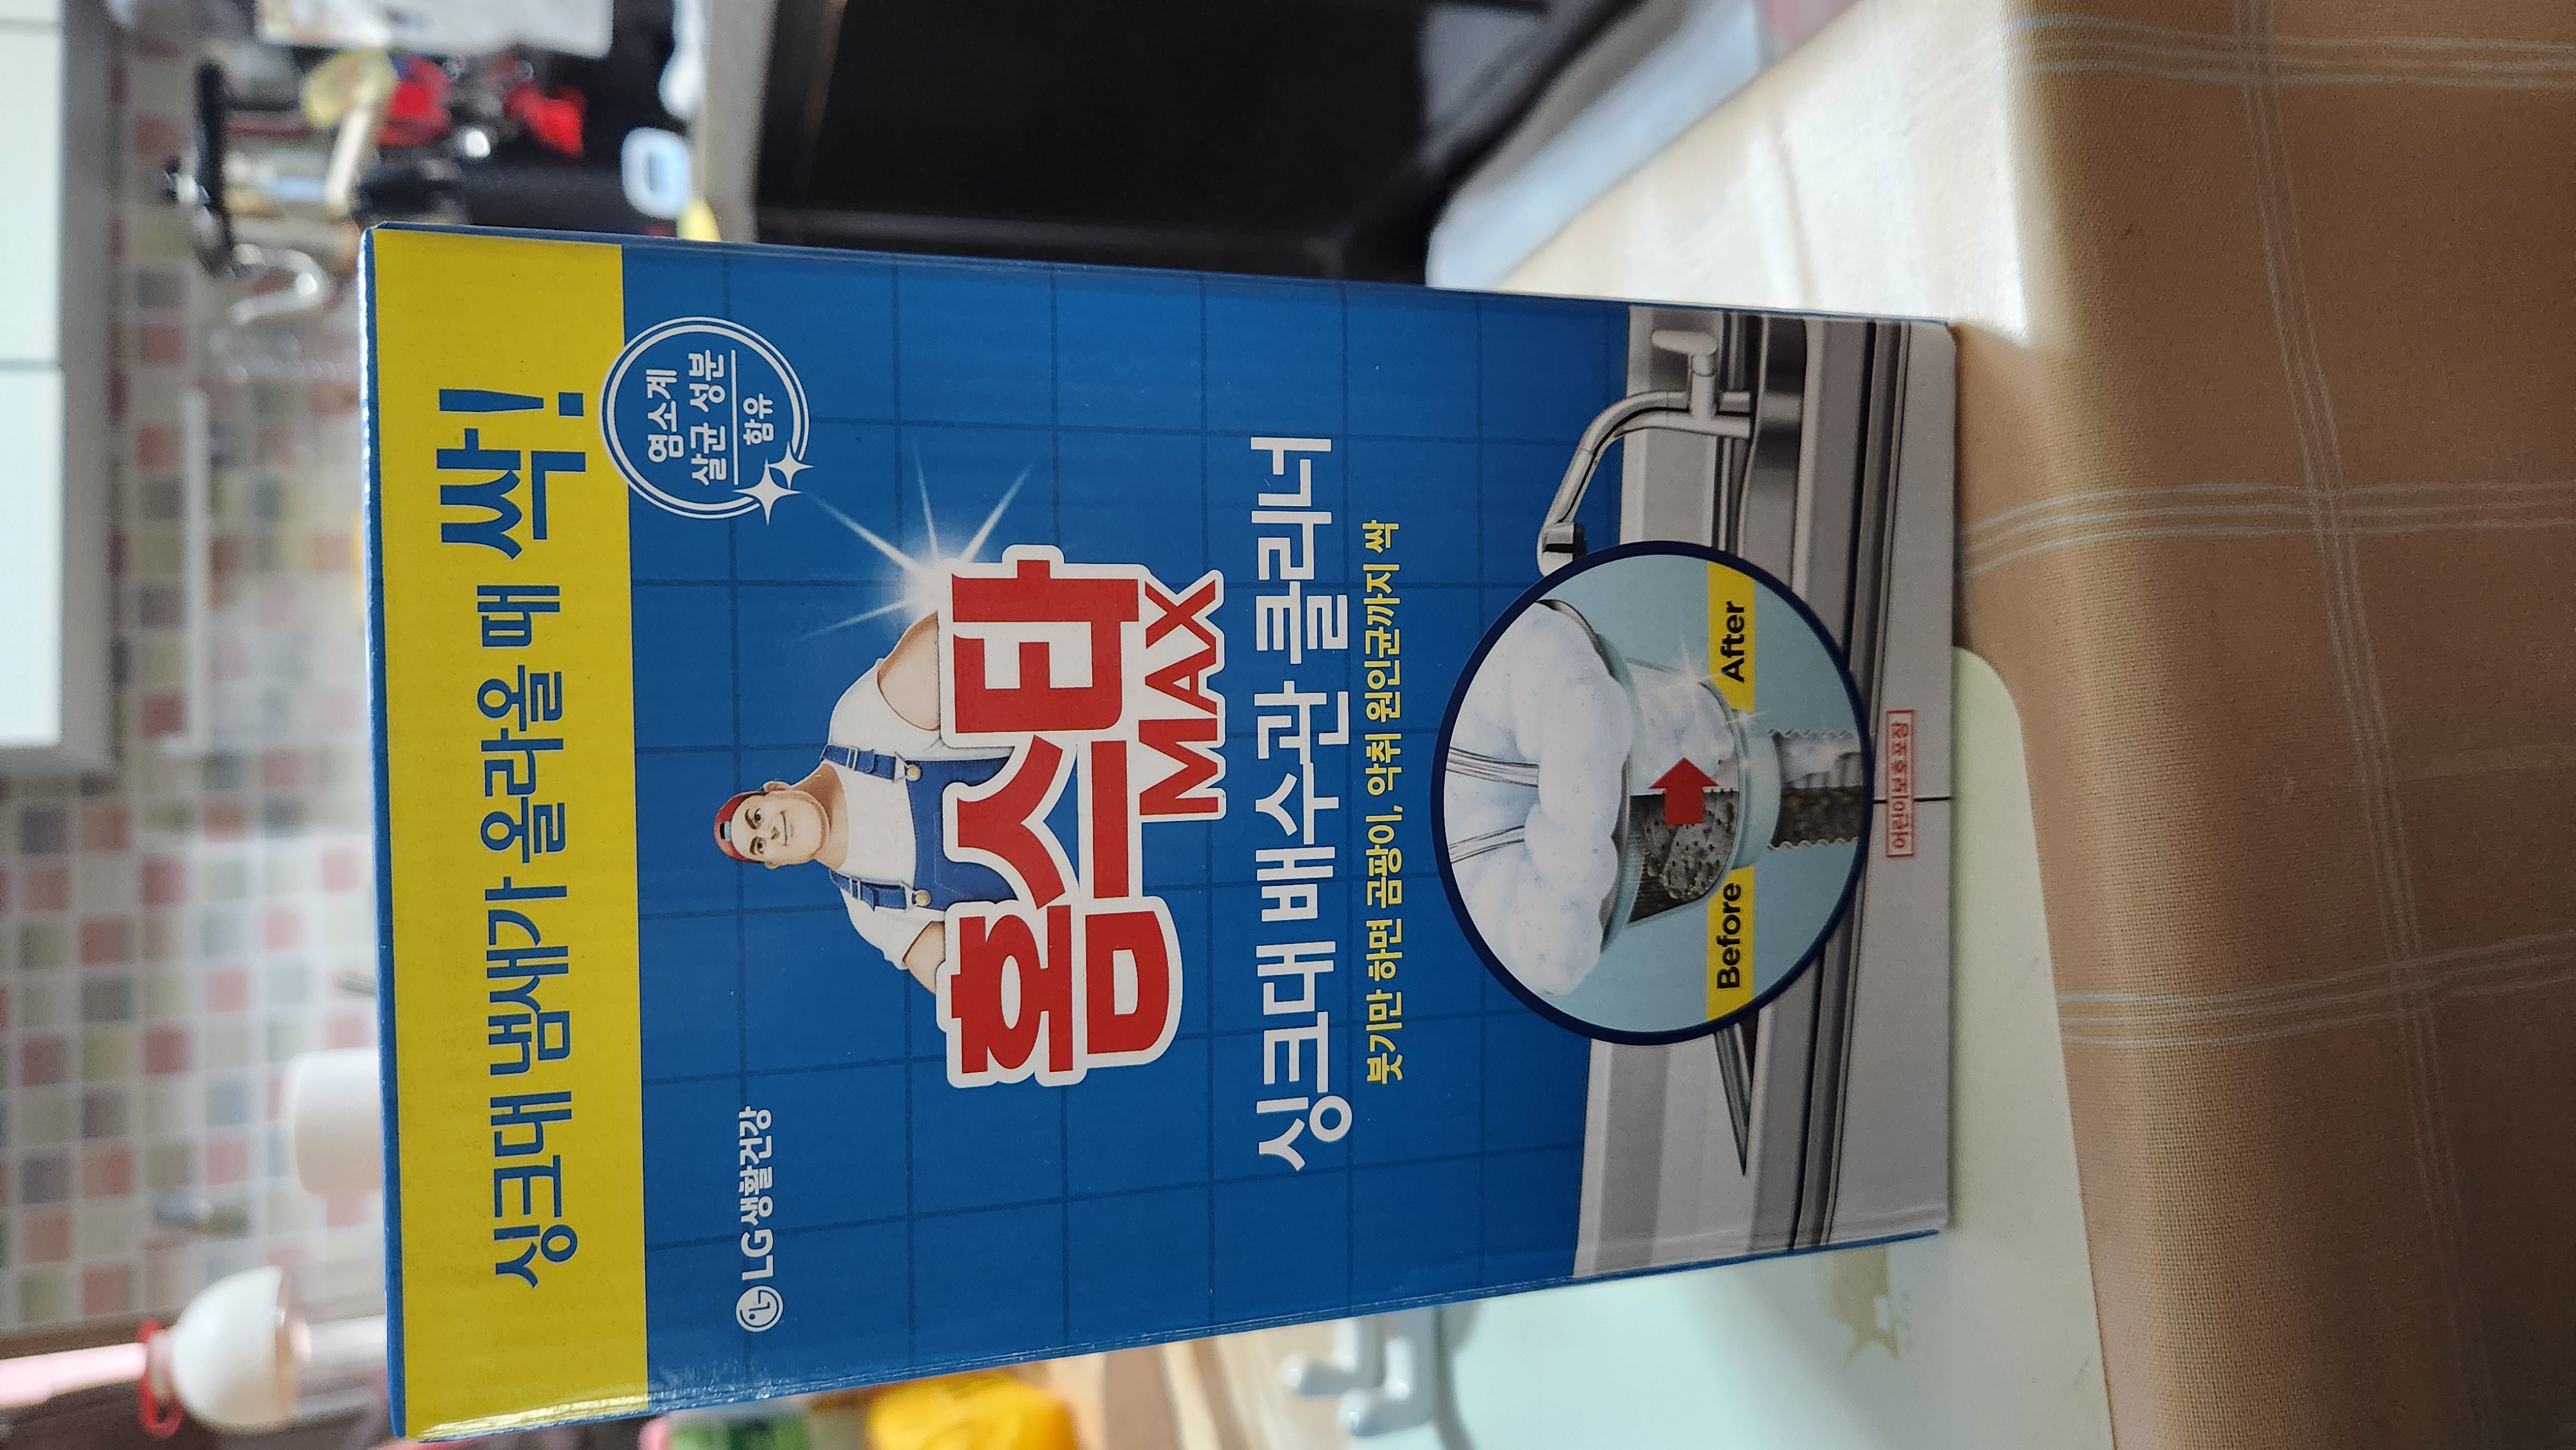 싱크대 냄새가 올라올 때 싹!
염소계
살균 성분
함유
LG생활건강
홈스타
MAX
싱크대 배수관 클리너
붓기만 하면 곰팡이, 악취 원인균까지 싹
Before After
어린이보호포장